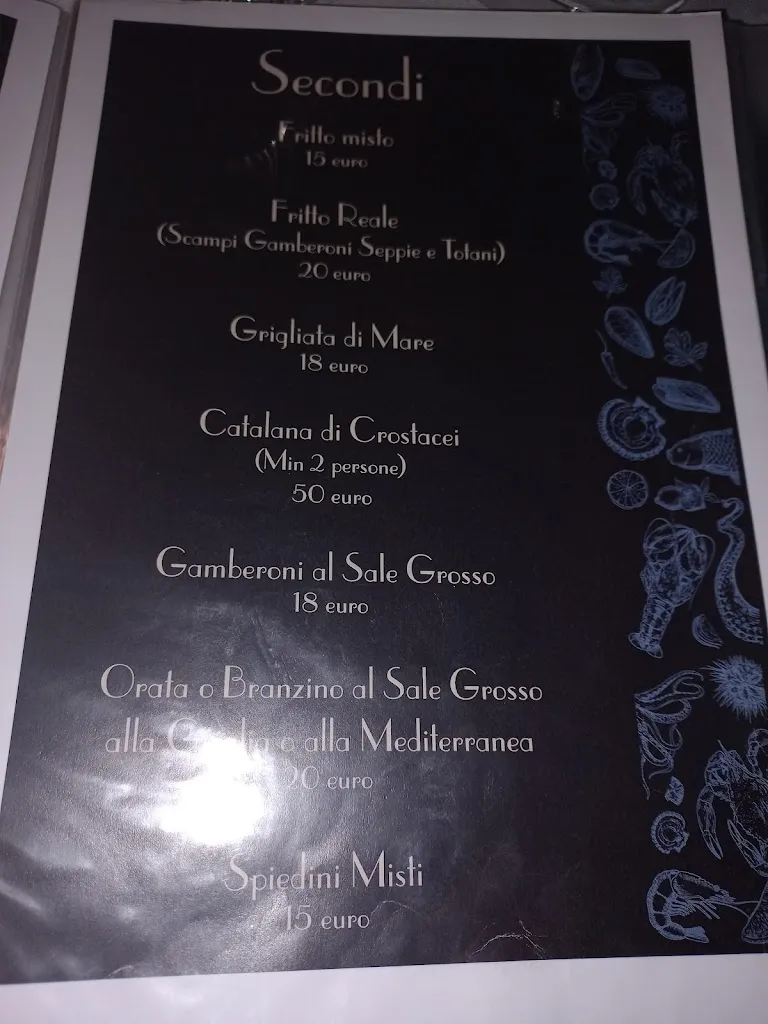 Secondi
Fritto misto
15 euro
Fritto Reale
(Scampi Gamberoni Seppie e Totani)
20 euro
Grigliata di Mare
18 euro
Catalana di Crostacei
(Min 2 persone)
50 euro
Gamberoni al Sale Grosso
18 euro
Orata o Branzino al Sale Grosso
alla Griglia o alla Mediterranea
20 euro
Spiedini Misti
15 euro